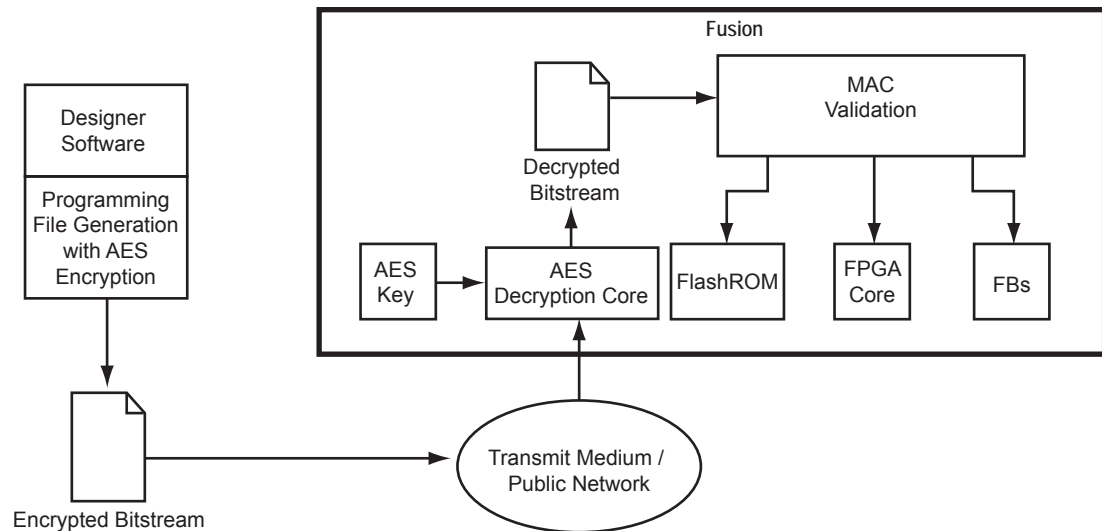 Fusion
Designer
Software
Programming
File Generation
with AES
Encryption
MAC
Validation
Decrypted
Bitstream
AES
Key
AES
Decryption Core
FlashROM
FPGA
Core
FBs
Transmit Medium /
Public Network
Encrypted Bitstream